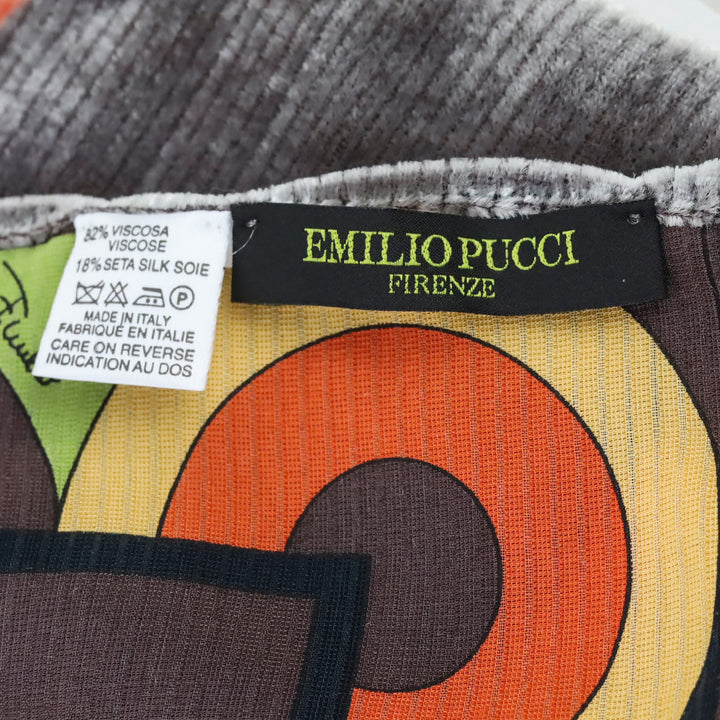 82% VISCOSA
VISCOSE
18% SETA SILK SOIE
P
MADE IN ITALY
FABRIQUÉ EN ITALIE
CARE ON REVERSE
INDICATION AU DOS
EMILIO PUCCI
FIRENZE